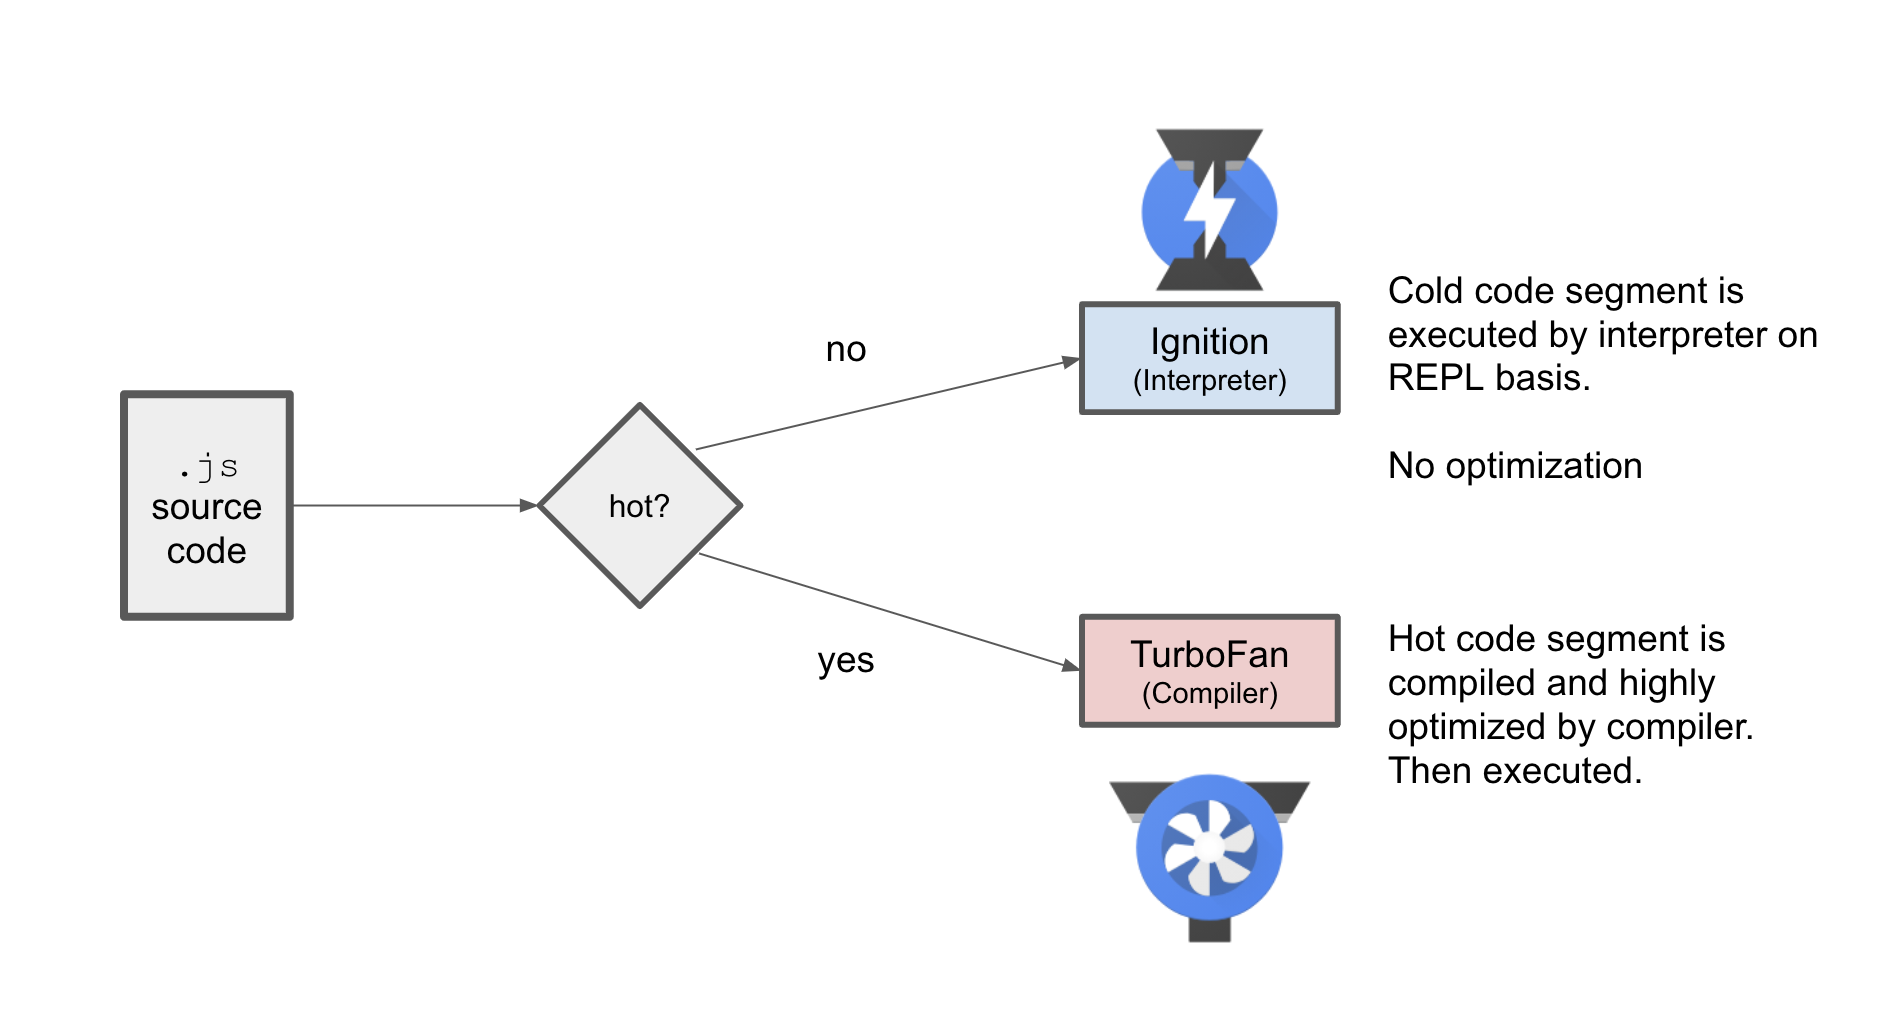 .js
source
code
hot?
no
yes
Ignition
(Interpreter)
Cold code segment is
executed by interpreter on
REPL basis.
No optimization
TurboFan
(Compiler)
Hot code segment is
compiled and highly
optimized by compiler.
Then executed.